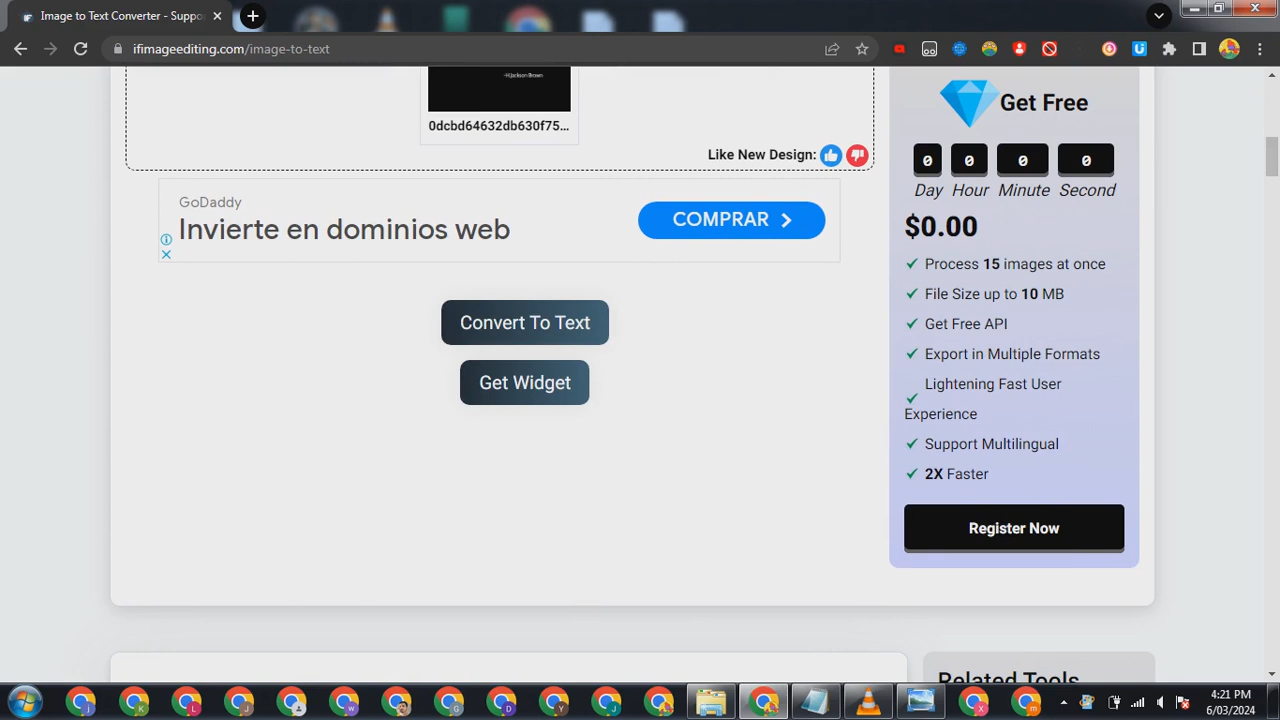 Image to Text Converter - Suppo
ifimageediting.com/image-to-text
-H.Jackson Brown
0dcbd64632db630f75...
Like New Design:
GoDaddy
Invierte en dominios web
COMPRAR
Convert To Text
Get Widget
Get Free
0 0 0 0
Day Hour Minute Second
$0.00
Process 15 images at once
File Size up to 10 MB
Get Free API
Export in Multiple Formats
Lightening Fast User
Experience
Support Multilingual
2X Faster
Register Now
Related Tools
4:21 PM
6/03/2024